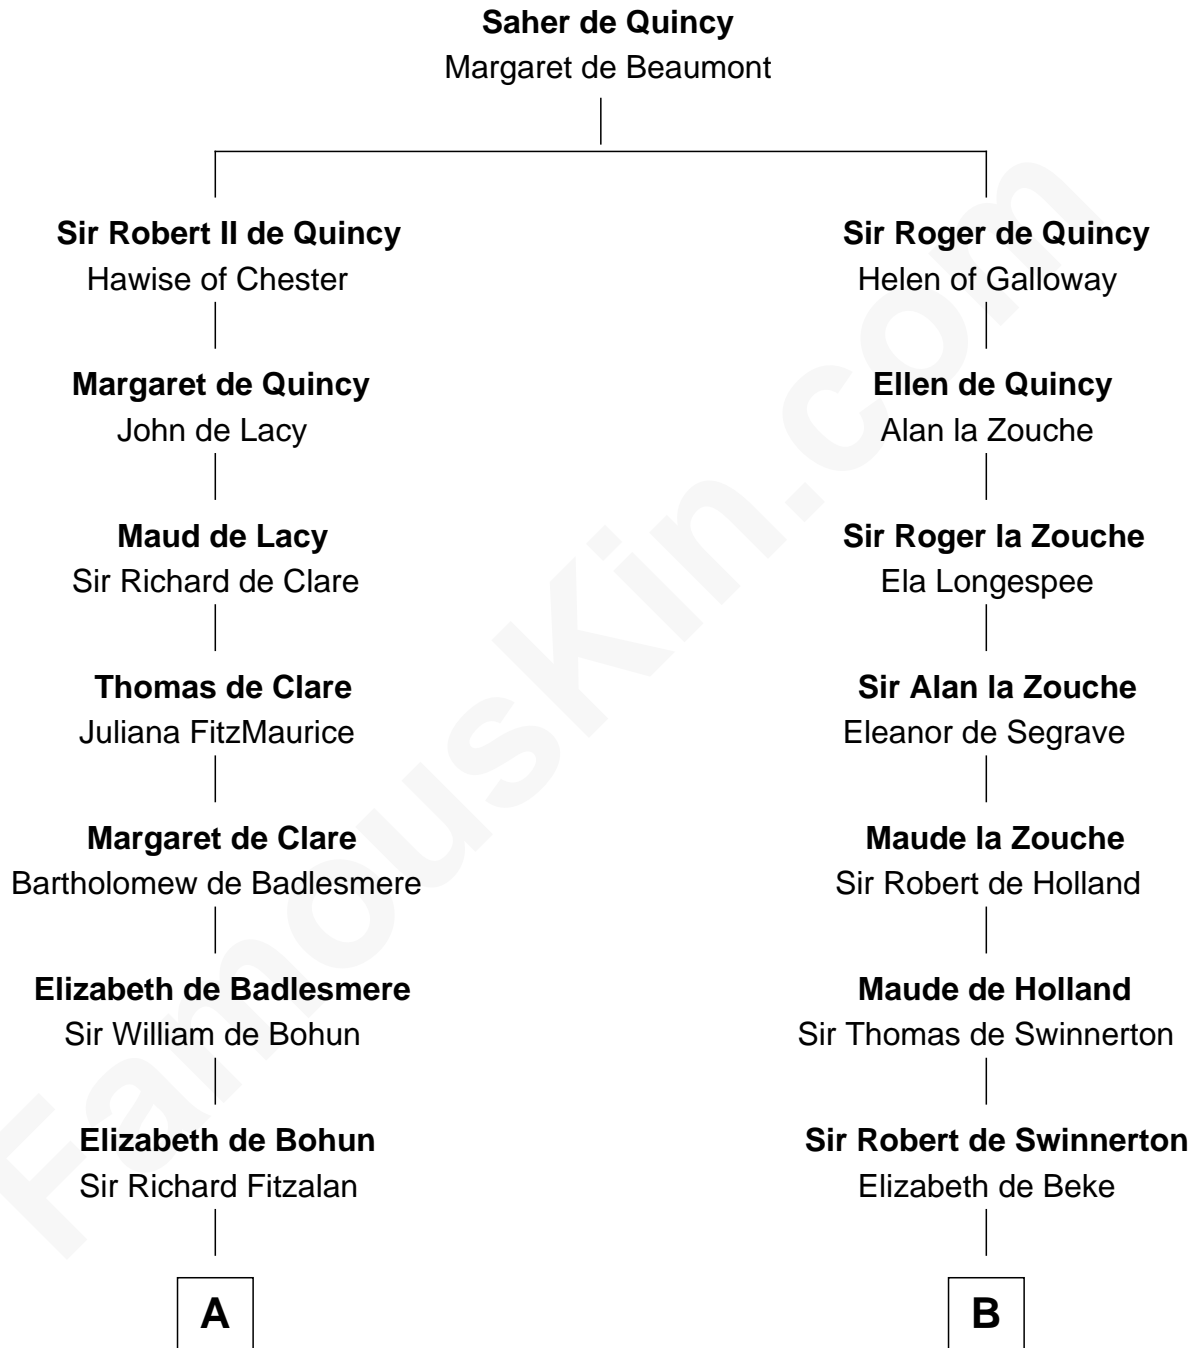 Saher de Quincy
Margaret de Beaumont
Sir Robert II de Quincy
Hawise of Chester
Margaret de Quincy
John de Lacy
Maud de Lacy
Sir Richard de Clare
Thomas de Clare
Juliana FitzMaurice
Margaret de Clare
Bartholomew de Badlesmere
Elizabeth de Badlesmere
Sir William de Bohun
Elizabeth de Bohun
Sir Richard Fitzalan
A
Sir Roger de Quincy
Helen of Galloway
Ellen de Quincy
Alan la Zouche
Sir Roger la Zouche
Ela Longespee
Sir Alan la Zouche
Eleanor de Segrave
Maude la Zouche
Sir Robert de Holland
Maude de Holland
Sir Thomas de Swinnerton
Sir Robert de Swinnerton
Elizabeth de Beke
B
FamousKin.com